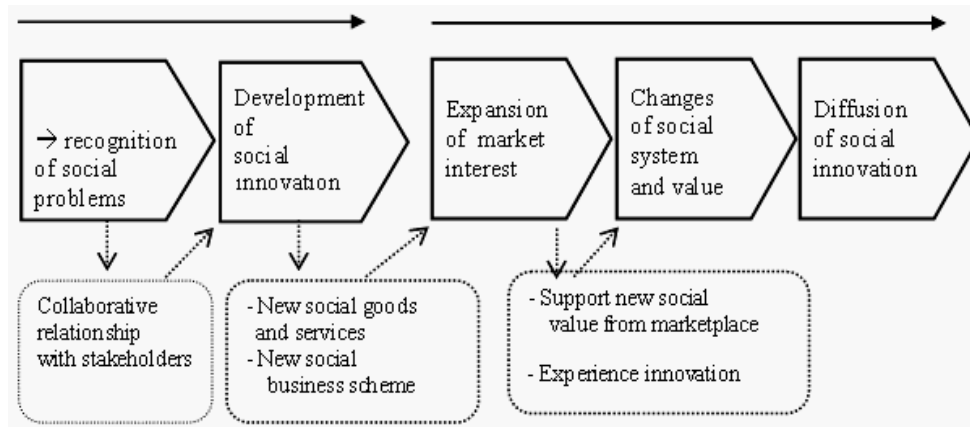 → recognition
of social
problems
Development
of
social
innovation
Expansion
of market
interest
Changes
of social
system
and value
Diffusion
of social
innovation
Collaborative
relationship
with stakeholders
- New social goods
and services
- New social
business scheme
- Support new social
value from marketplace
- Experience innovation